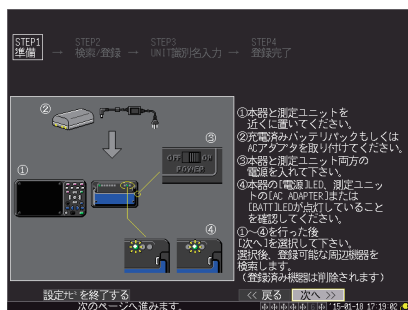 STEP1
準備
→
STEP2
検索/登録
→
STEP3
UNIT識別名入力
→
STEP4
登録完了
②
③
OFF ON
POWER
①
④
①本器と測定ユニットを
近くに置いてください。
②充電済みバッテリパックもしくは
ACアダプタを取り付けてください。
③本器と測定ユニット両方の
電源を入れて下さい。
④本器の[電源]LED、測定ユニッ
トの[AC ADAPTER]または
[BATT]LEDが点灯していること
を確認してください。
①～④を行った後
[次へ]を選択して下さい。
選択後、登録可能な周辺機器を
検索します。
(登録済み機器は削除されます)
設定ナビを終了する
<< 戻る
次へ >>
次のページへ進みます。
'15-01-18 17:19:02